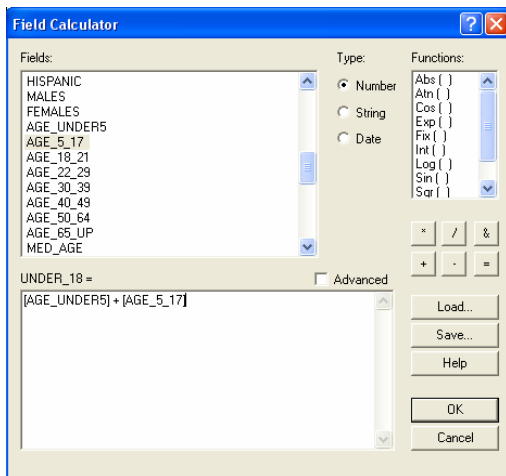 Field Calculator
Fields:
HISPANIC
MALES
FEMALES
AGE_UNDER5
AGE_5_17
AGE_18_21
AGE_22_29
AGE_30_39
AGE_40_49
AGE_50_64
AGE_65_UP
MED_AGE
Type:
Number
String
Date
Functions:
Abs ( )
Atn ( )
Cos ( )
Exp ( )
Fix ( )
Int ( )
Log ( )
Sin ( )
Sqr ( )
* / &
+ - =
UNDER_18 =
Advanced
[AGE_UNDER5] + [AGE_5_17]
Load...
Save...
Help
OK
Cancel